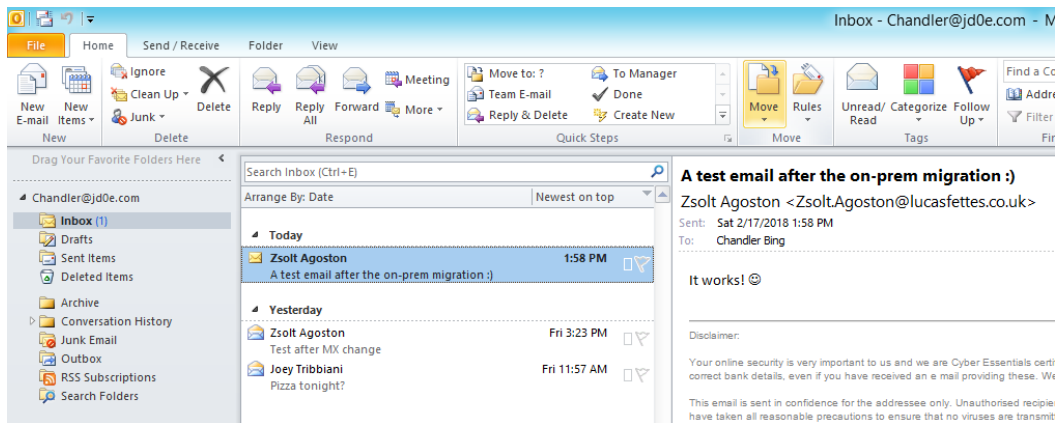 Inbox - Chandler@jd0e.com - M
File Home Send / Receive Folder View
Ignore
Clean Up
Junk
Delete
New E-mail
New Items
Reply
Reply All
Forward
Meeting
More
Move to: ?
Team E-mail
Reply & Delete
To Manager
Done
Create New
Move
Rules
Unread/ Read
Categorize
Follow Up
Find a Co
Addre
Filter
New Delete Respond Quick Steps Move Tags Fin
Drag Your Favorite Folders Here
Chandler@jd0e.com
Inbox (1)
Drafts
Sent Items
Deleted Items
Archive
Conversation History
Junk Email
Outbox
RSS Subscriptions
Search Folders
Search Inbox (Ctrl+E)
Arrange By: Date Newest on top
Today
Zsolt Agoston 1:58 PM
A test email after the on-prem migration :)
Yesterday
Zsolt Agoston Fri 3:23 PM
Test after MX change
Joey Tribbiani Fri 11:57 AM
Pizza tonight?
A test email after the on-prem migration :)
Zsolt Agoston <Zsolt.Agoston@lucasfettes.co.uk>
Sent: Sat 2/17/2018 1:58 PM
To: Chandler Bing
It works! ☺
Disclaimer:
Your online security is very important to us and we are Cyber Essentials certi
correct bank details, even if you have received an e mail providing these. We
This email is sent in confidence for the addressee only. Unauthorised recipie
have taken all reasonable precautions to ensure that no viruses are transmit